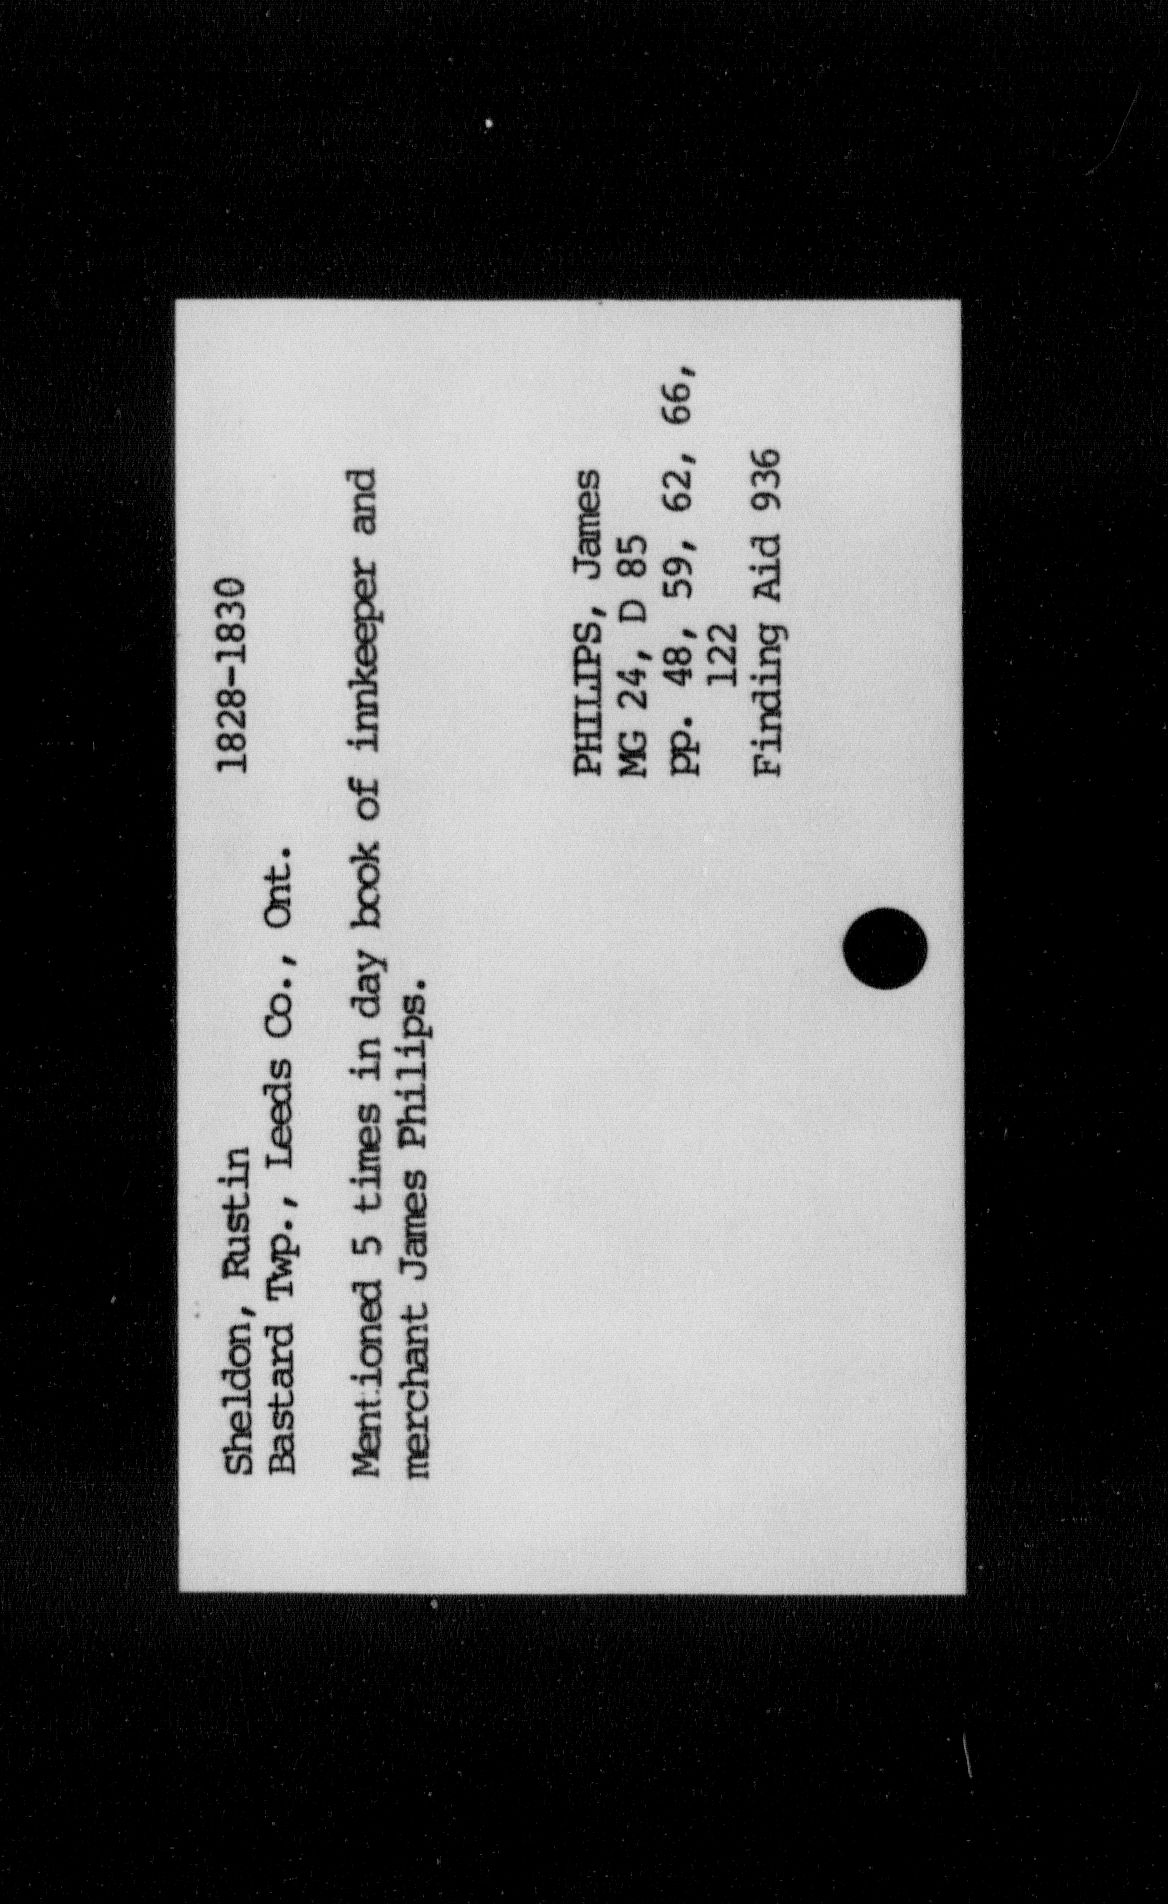 Sheldon, Rustin 1828-1830
Bastard Twp., Leeds Co., Ont.
Mentioned 5 times in day book of innkeeper and
merchant James Philips.
PHILIPS, James
MG 24, D 85
pp. 48, 59, 62, 66,
122
Finding Aid 936